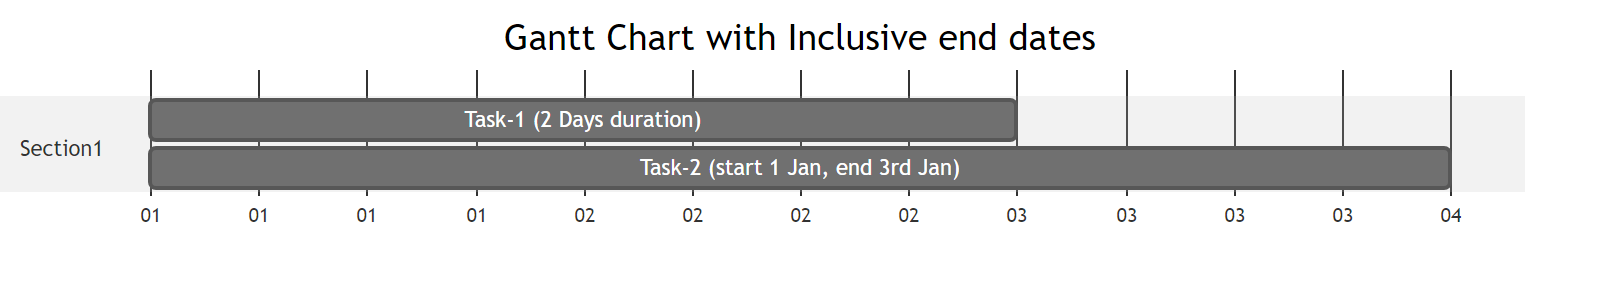 Gantt Chart with Inclusive end dates
Task-1 (2 Days duration)
Section1
Task-2 (start 1 Jan, end 3rd Jan)
01 01 01 01 02 02 02 02 03 03 03 03 04